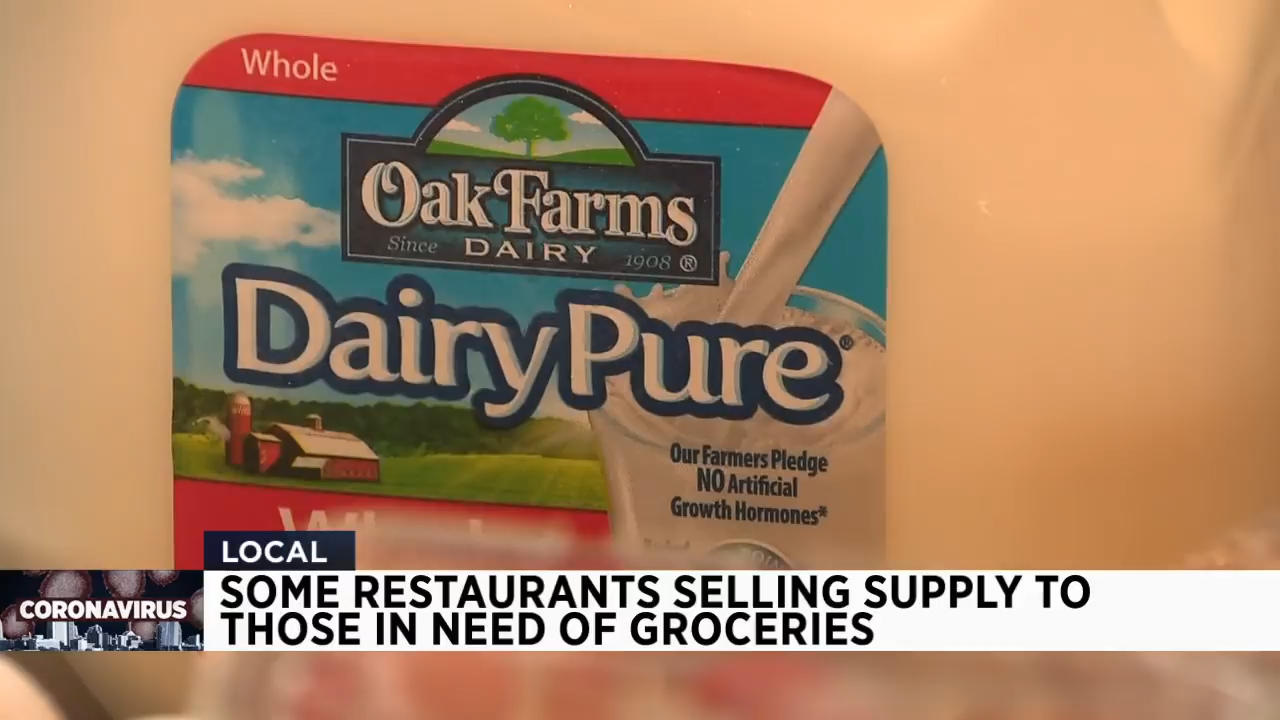 Whole
Oak Farms
Since DAIRY 1908 ®
DairyPure®
Our Farmers Pledge
NO Artificial
Growth Hormones*
LOCAL
CORONAVIRUS
SOME RESTAURANTS SELLING SUPPLY TO
THOSE IN NEED OF GROCERIES